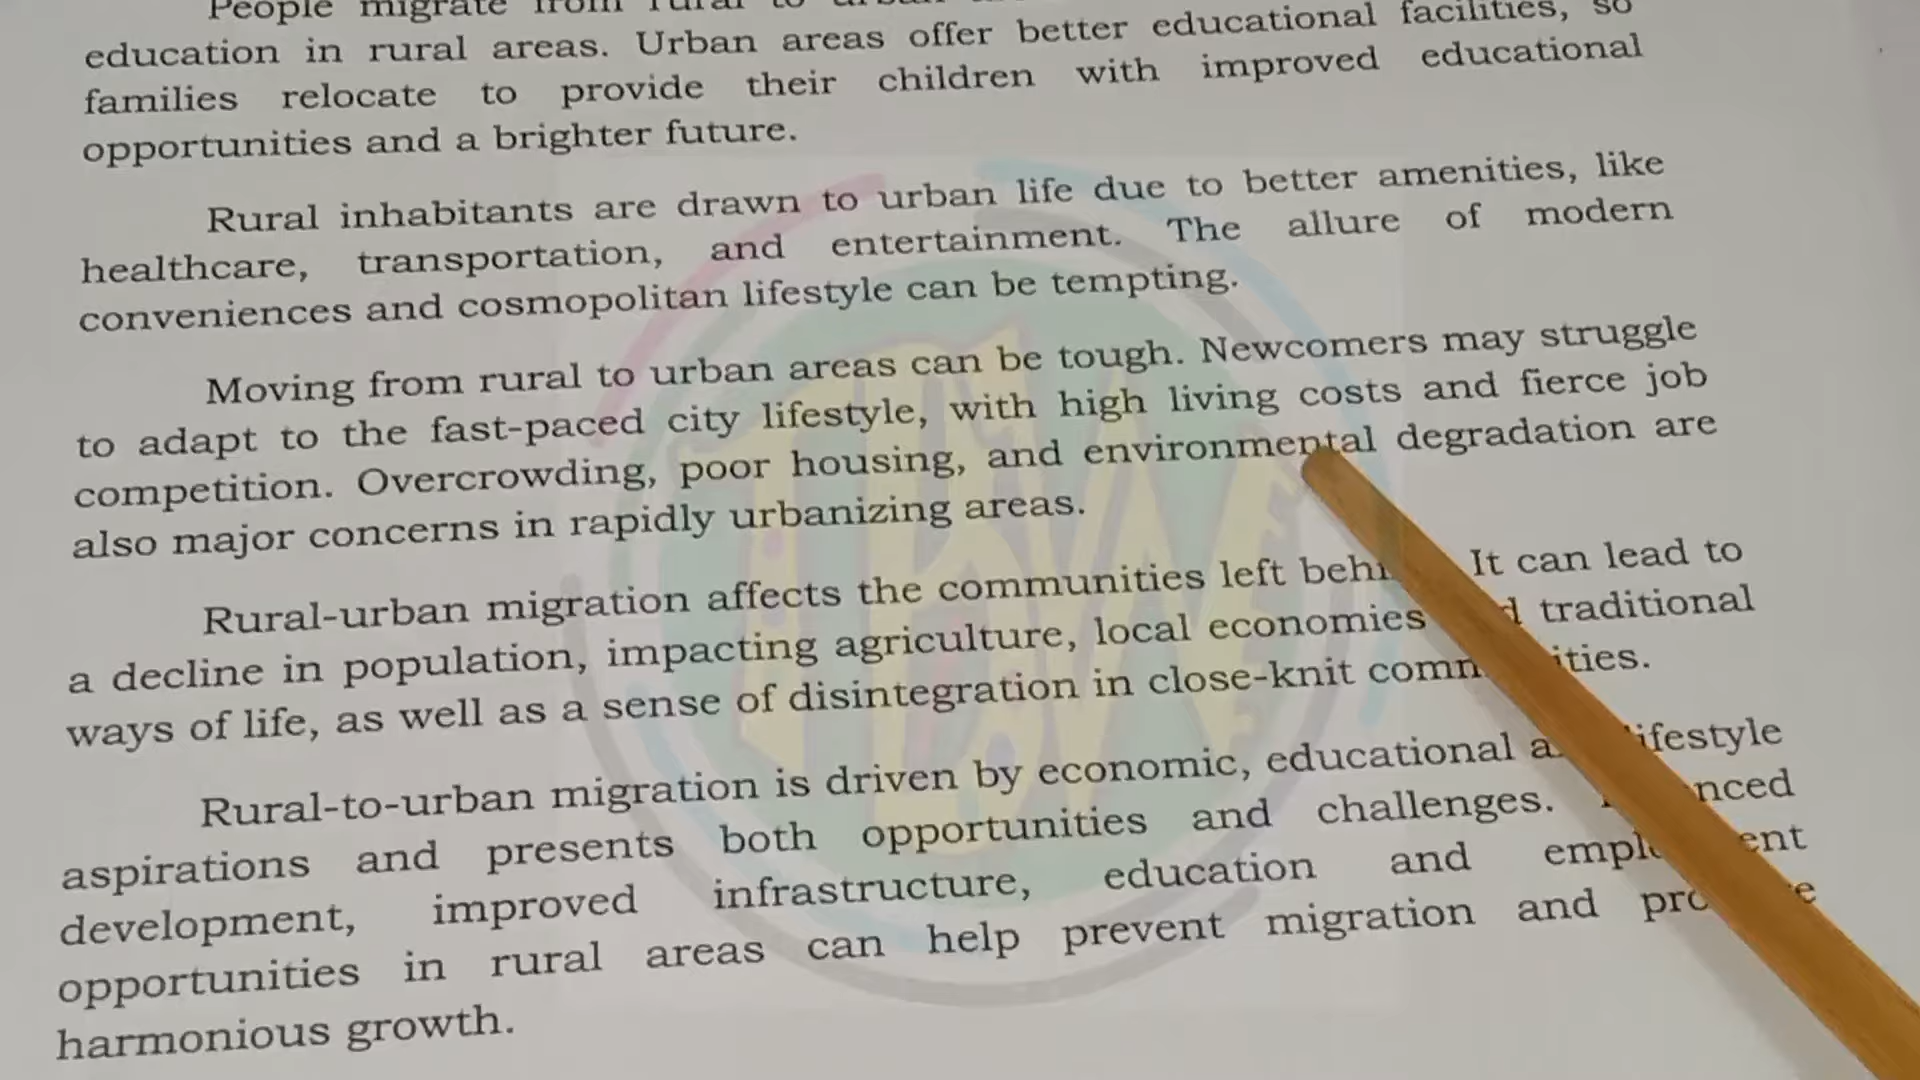 People migrate from rural to urban
education in rural areas. Urban areas offer better educational facilities, so
families relocate to provide their children with improved educational
opportunities and a brighter future.
Rural inhabitants are drawn to urban life due to better amenities, like
healthcare, transportation, and entertainment. The allure of modern
conveniences and cosmopolitan lifestyle can be tempting.
Moving from rural to urban areas can be tough. Newcomers may struggle
to adapt to the fast-paced city lifestyle, with high living costs and fierce job
competition. Overcrowding, poor housing, and environmental degradation are
also major concerns in rapidly urbanizing areas.
Rural-urban migration affects the communities left It can lead to
a decline in population, impacting agriculture, local economies traditional
ways of life, as well as a sense of disintegration in close-knit
Rural-to-urban migration is driven by economic, educational lifestyle
aspirations and presents both opportunities and challenges.
development, improved infrastructure, education and
opportunities in rural areas can help prevent migration and
harmonious growth.